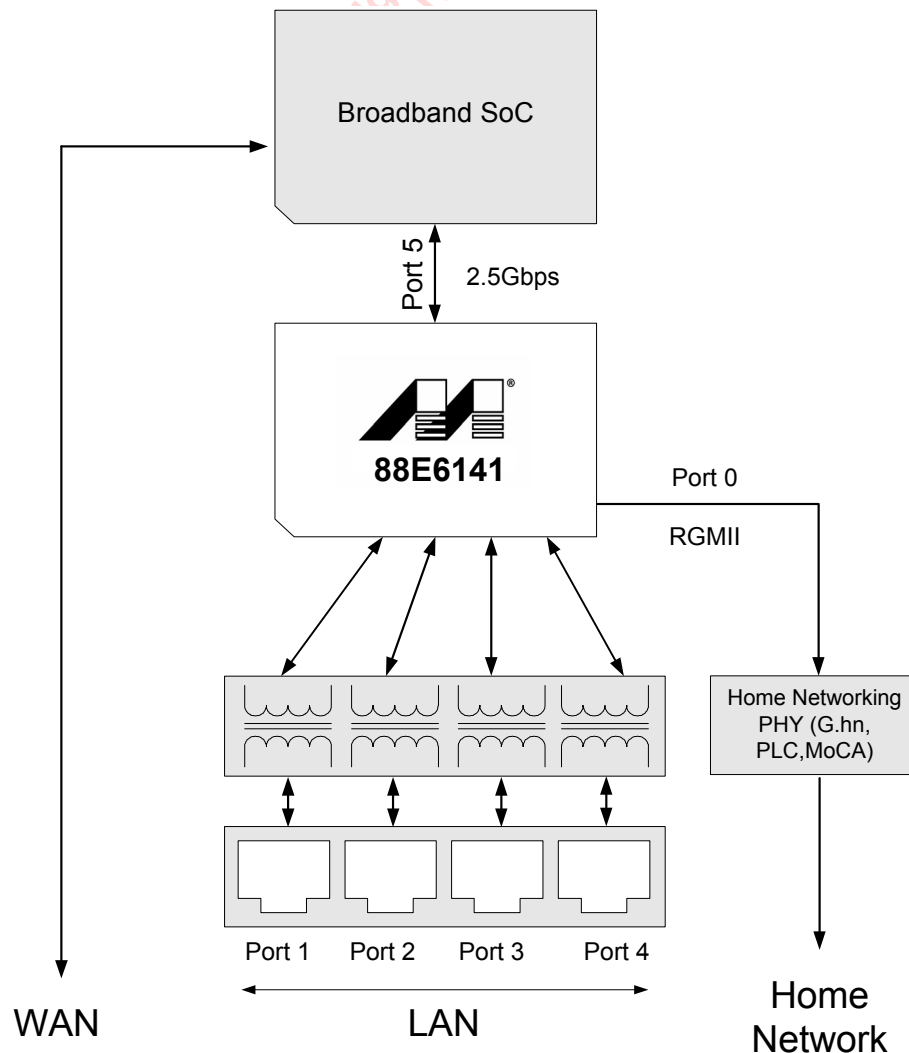 Broadband SoC
Port 5
2.5Gbps
®
88E6141
Port 0
RGMII
Home Networking
PHY (G.hn,
PLC,MoCA)
Port 1
Port 2
Port 3
Port 4
WAN
LAN
Home
Network